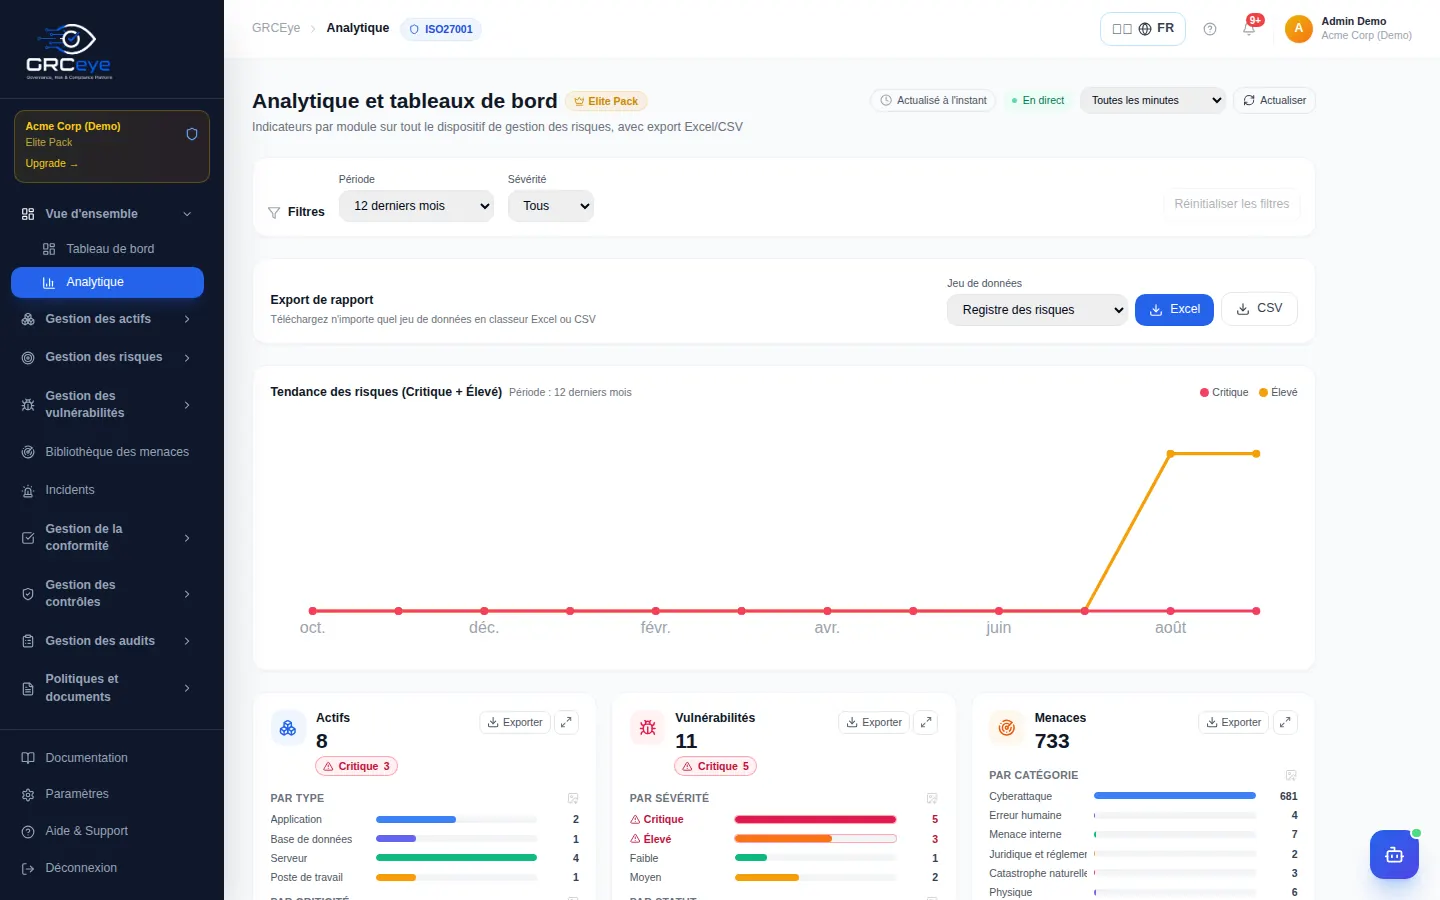 GRCeye
Governance, Risk & Compliance Platform
Acme Corp (Demo)
Elite Pack
Upgrade →
Vue d'ensemble
Tableau de bord
Analytique
Gestion des actifs
Gestion des risques
Gestion des
vulnérabilités
Bibliothèque des menaces
Incidents
Gestion de la
conformité
Gestion des
contrôles
Gestion des audits
Politiques et
documents
Documentation
Paramètres
Aide & Support
Déconnexion
GRCEye > Analytique ISO27001
FR
9+
A
Admin Demo
Acme Corp (Demo)
Analytique et tableaux de bord Elite Pack
Actualisé à l'instant En direct Toutes les minutes Actualiser
Indicateurs par module sur tout le dispositif de gestion des risques, avec export Excel/CSV
Période Sévérité
Filtres 12 derniers mois Tous Réinitialiser les filtres
Jeu de données
Export de rapport
Téléchargez n'importe quel jeu de données en classeur Excel ou CSV
Registre des risques Excel CSV
Tendance des risques (Critique + Élevé) Période : 12 derniers mois
Critique Élevé
oct. déc. févr. avr. juin août
Actifs Exporter
8
Critique 3
PAR TYPE
Application 2
Base de données 1
Serveur 4
Poste de travail 1
PAR CRITICITÉ
Vulnérabilités Exporter
11
Critique 5
PAR SÉVÉRITÉ
Critique 5
Élevé 3
Faible 1
Moyen 2
PAR STATUT
Menaces Exporter
733
PAR CATÉGORIE
Cyberattaque 681
Erreur humaine 4
Menace interne 7
Juridique et réglemer 2
Catastrophe naturelle 3
Physique 6